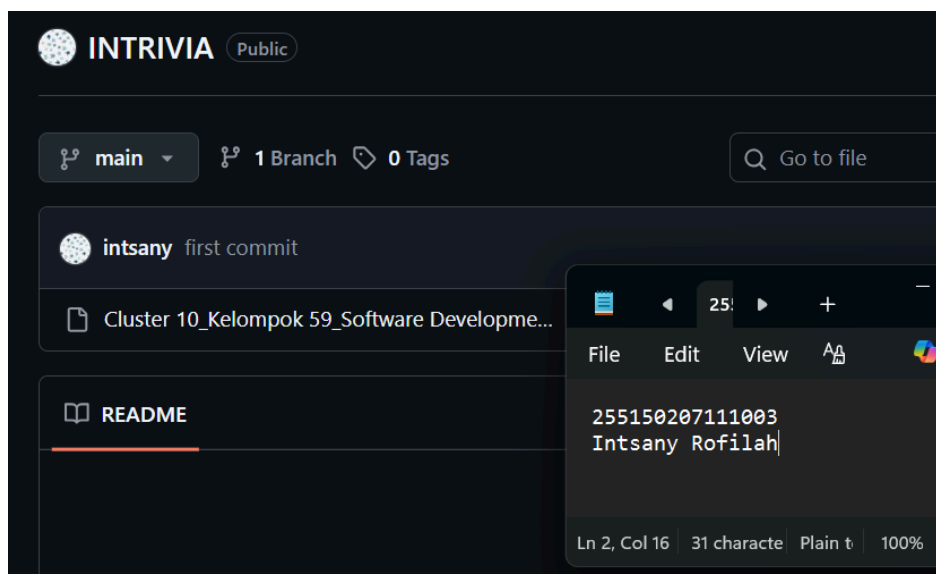 INTRIVIA Public
main 1 Branch 0 Tags Go to file
intsany first commit
Cluster 10_Kelompok 59_Software Developme...
README
255
File Edit View
255150207111003
Intsany Rofilah
Ln 2, Col 16 31 characte Plain t 100%